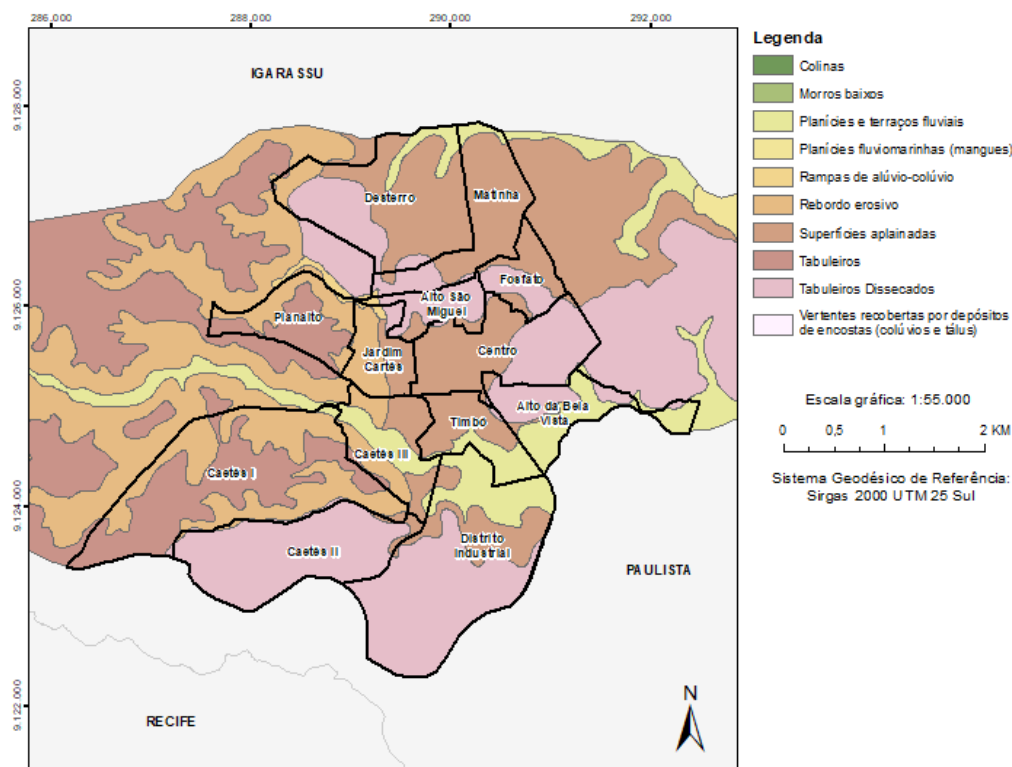 286.000
288.000
290.000
292.000
9.128.000
9.126.000
9.124.000
9.122.000
IGARASSU
Desterro
Matinha
Fosfato
Alto São
Miguel
Planalto
Jardim
Cartés
Centro
Alto da Bela
Vista
Timbo
Caetés III
Caetés I
Caetés II
Distrito
Industrial
PAULISTA
RECIFE
N
Legenda
Colinas
Morros baixos
Planícies e terraços fluviais
Planícies fluviomarinhas (mangues)
Rampas de alúvio-colúvio
Rebordo erosivo
Superfícies aplainadas
Tabuleiros
Tabuleiros Dissecados
Vertentes recobertas por depósitos
de encostas (colúvios e tálus)
Escala gráfica: 1:55.000
0 0,5 1 2 KM
Sistema Geodésico de Referência:
Sirgas 2000 UTM 25 Sul